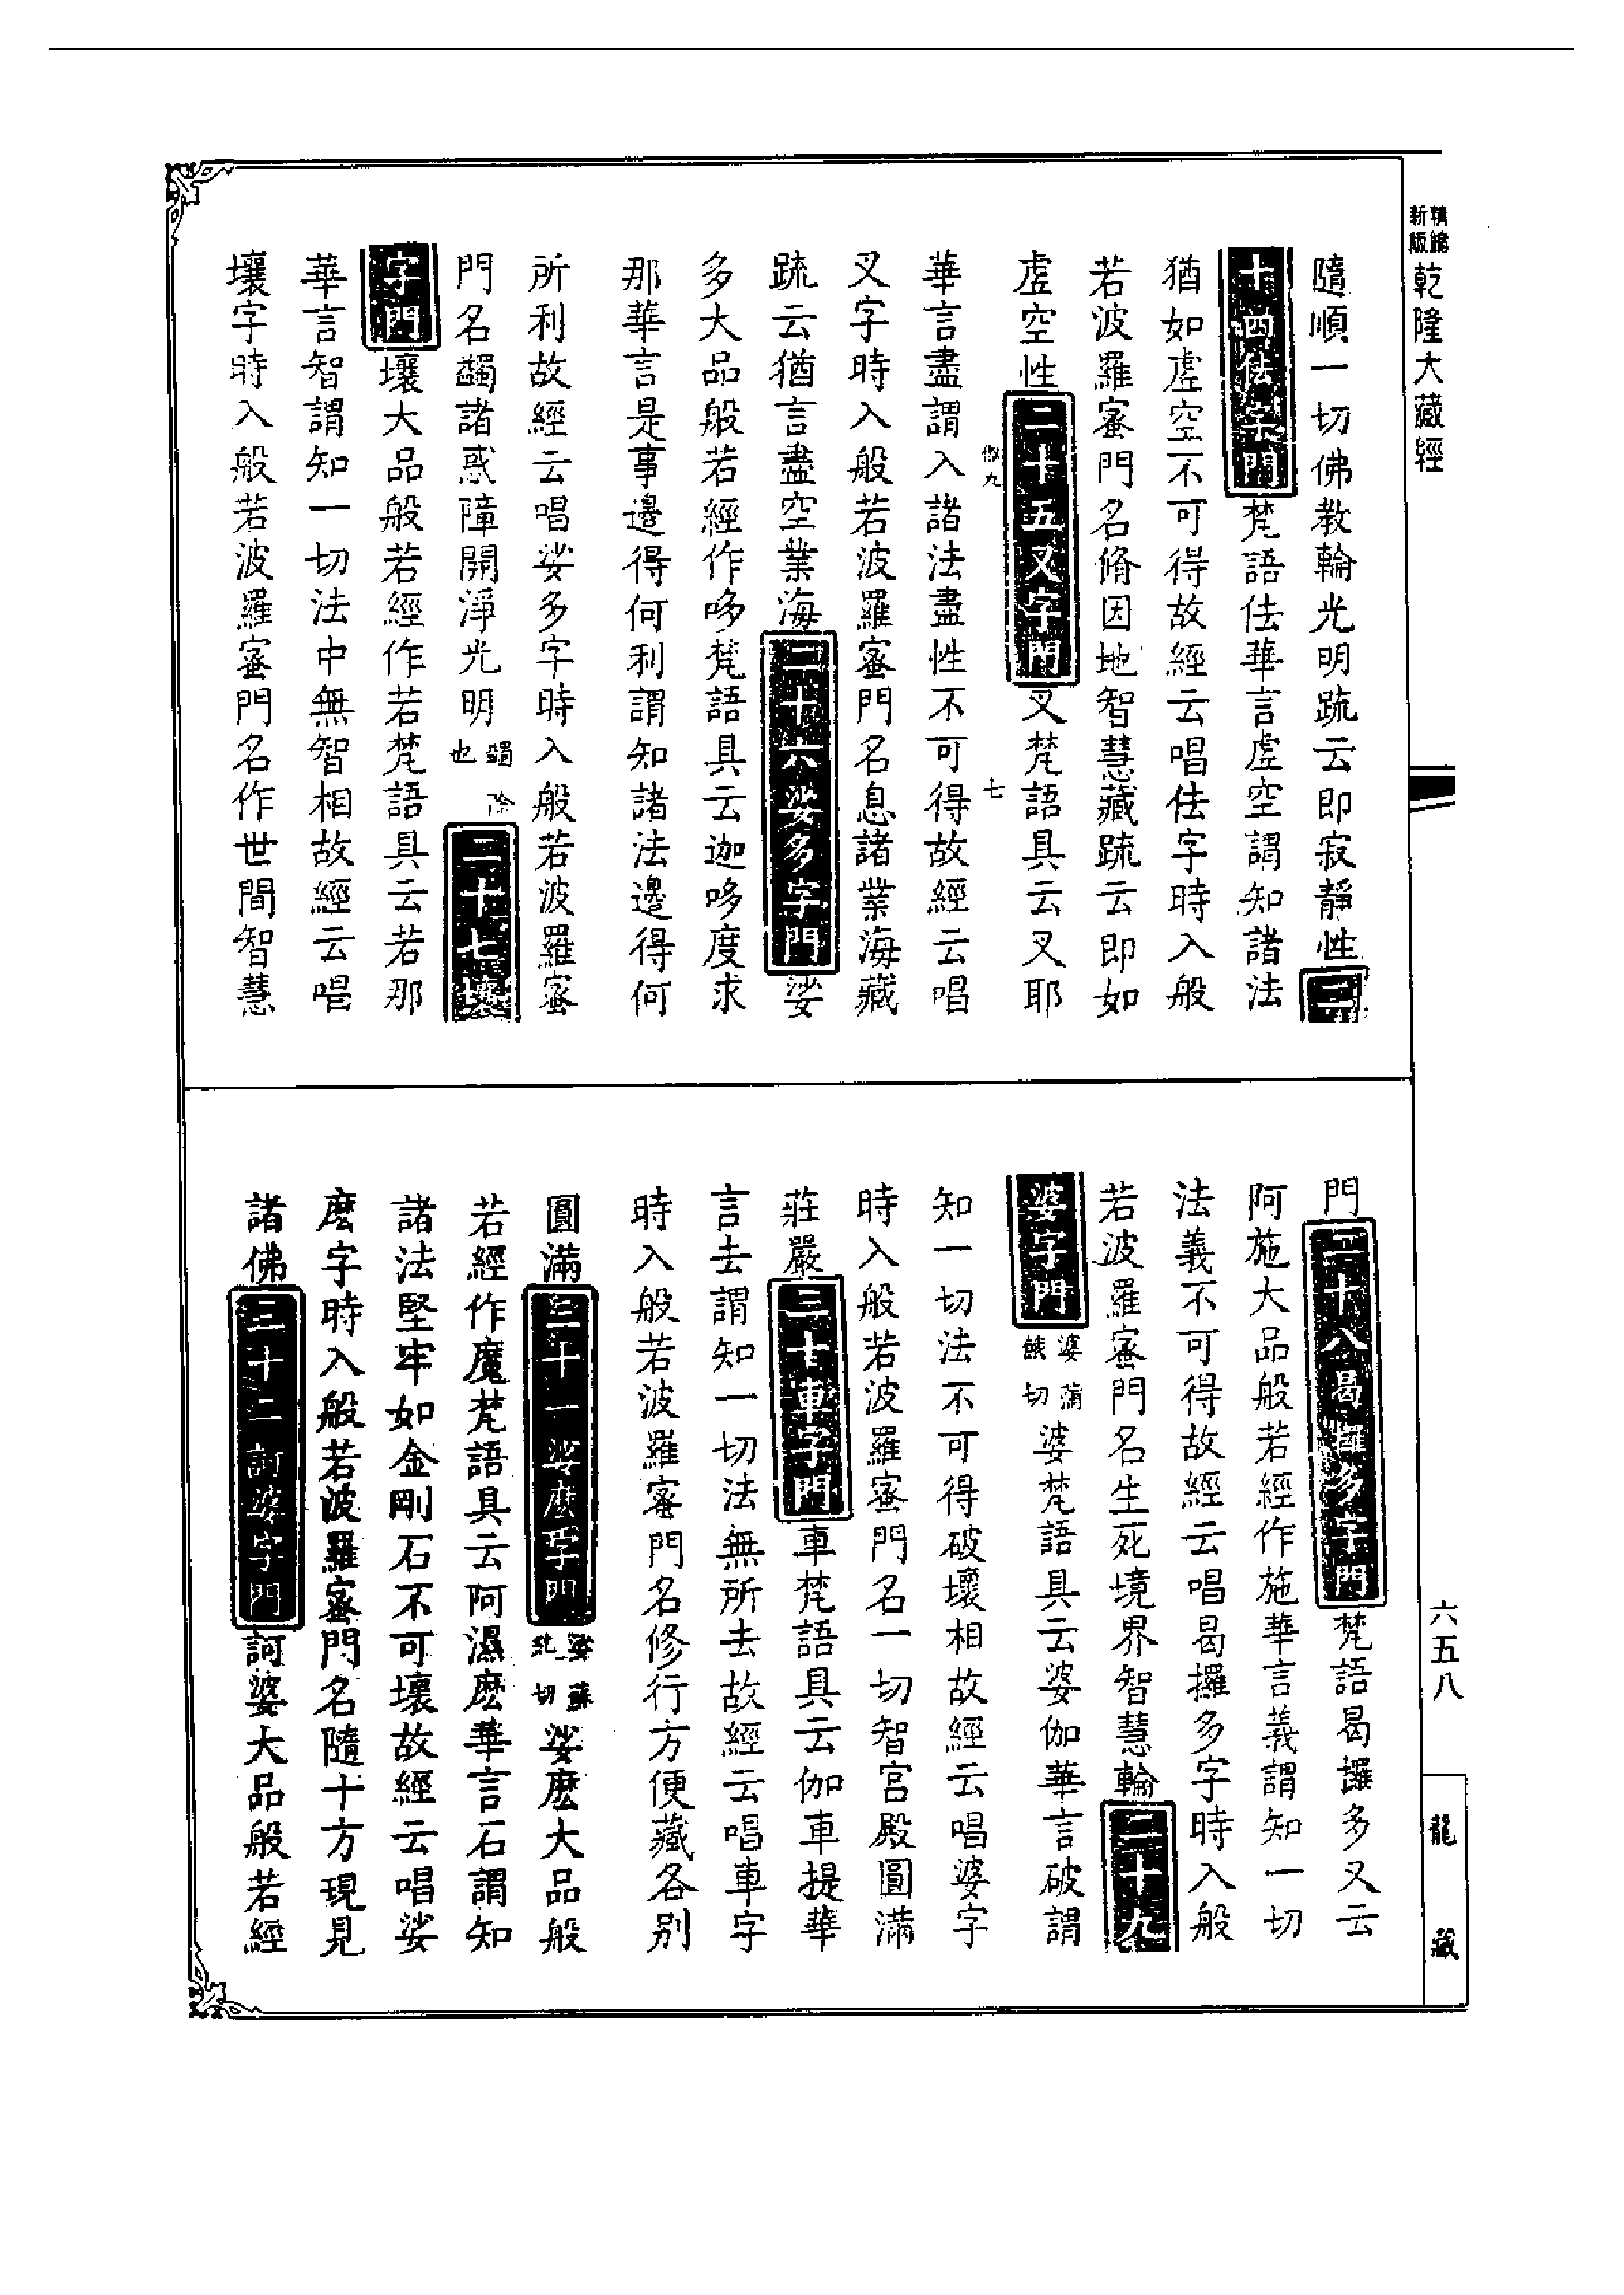 新版精縮乾隆大藏經
隨順一切佛教輪光明疏云即寂靜性二
十四佉字門梵語佉華言虛空謂知諸法
猶如虛空不可得故經云唱佉字時入般
若波羅蜜門名脩因地智慧藏疏云即如
虛空性二十五叉字門叉梵語具云叉耶
七
華言盡謂入諸法盡性不可得故經云唱
叉字時入般若波羅蜜門名息諸業海藏
疏云猶言盡空業海二十六娑多字門娑
多大品般若經作哆梵語具云迦哆度求
那華言是事邊得何利謂知諸法邊得何
所利故經云唱娑多字時入般若波羅蜜
門名蠲諸惑障開淨光明蠲除也二十七壤
字門壤大品般若經作若梵語具云若那
華言智謂知一切法中無智相故經云唱
壤字時入般若波羅蜜門名作世間智慧
門二十八曷攞多字門梵語曷攞多又云
阿施大品般若經作施華言義謂知一切
法義不可得故經云唱曷攞多字時入般
若波羅蜜門名生死境界智慧輪二十九
婆字門婆蒲餓切婆梵語具云婆伽華言破謂
知一切法不可得破壞相故經云唱婆字
時入般若波羅蜜門名一切智宮殿圓滿
莊嚴三十車字門車梵語具云伽車提華
言去謂知一切法無所去故經云唱車字
時入般若波羅蜜門名修行方便藏各別
圓滿三十一娑麽字門娑蘇紇切娑麽大品般
若經作魔梵語具云阿濕麽華言石謂知
諸法堅牢如金剛石不可壞故經云唱娑
麽字時入般若波羅蜜門名隨十方現見
諸佛三十二訶婆字門訶婆大品般若經
六五八
龍藏